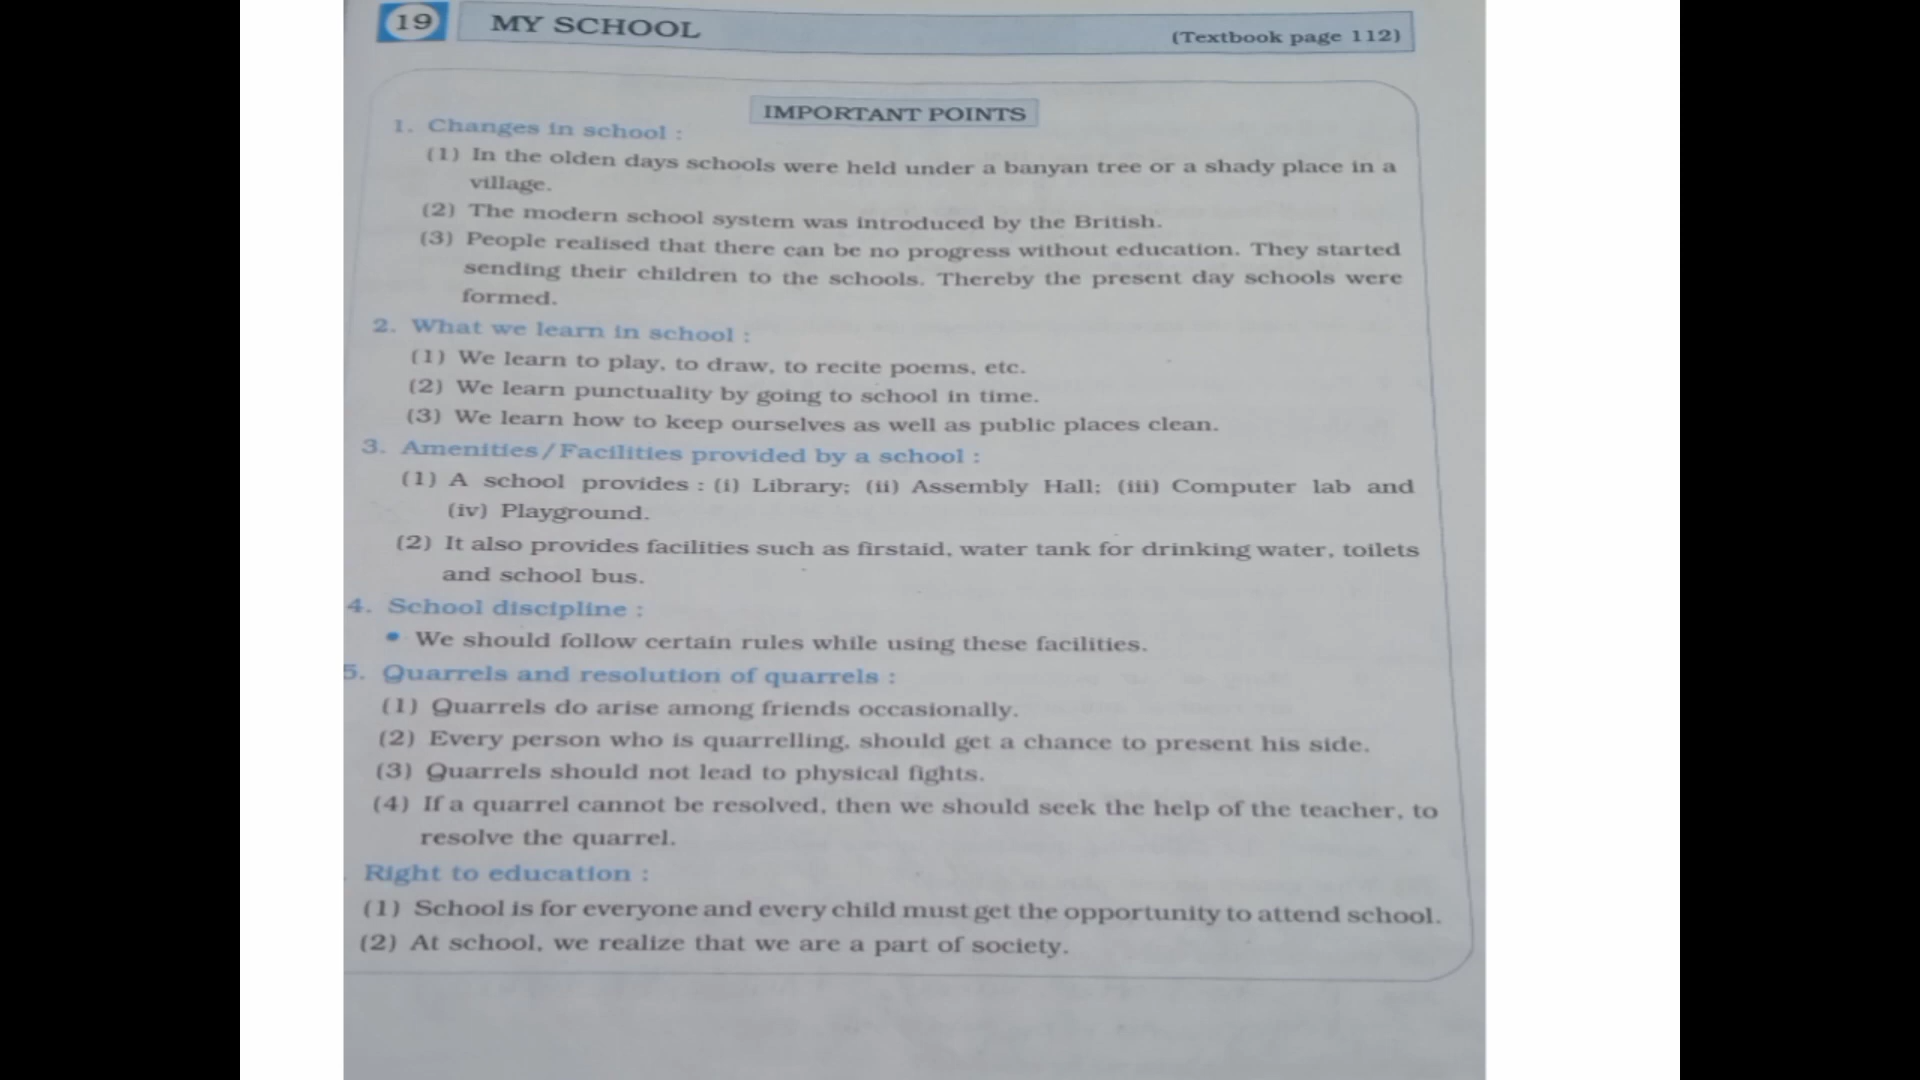 19 MY SCHOOL
(Textbook page 112)
IMPORTANT POINTS
1. Changes in school :
(1) In the olden days schools were held under a banyan tree or a shady place in a
village.
(2) The modern school system was introduced by the British.
(3) People realised that there can be no progress without education. They started
sending their children to the schools. Thereby the present day schools were
formed.
2. What we learn in school :
(1) We learn to play, to draw, to recite poems, etc.
(2) We learn punctuality by going to school in time.
(3) We learn how to keep ourselves as well as public places clean.
3. Amenities/Facilities provided by a school :
(1) A school provides : (i) Library; (ii) Assembly Hall; (iii) Computer lab and
(iv) Playground.
(2) It also provides facilities such as firstaid, water tank for drinking water, toilets
and school bus.
4. School discipline :
• We should follow certain rules while using these facilities.
5. Quarrels and resolution of quarrels :
(1) Quarrels do arise among friends occasionally.
(2) Every person who is quarrelling, should get a chance to present his side.
(3) Quarrels should not lead to physical fights.
(4) If a quarrel cannot be resolved, then we should seek the help of the teacher, to
resolve the quarrel.
. Right to education :
(1) School is for everyone and every child must get the opportunity to attend school.
(2) At school, we realize that we are a part of society.